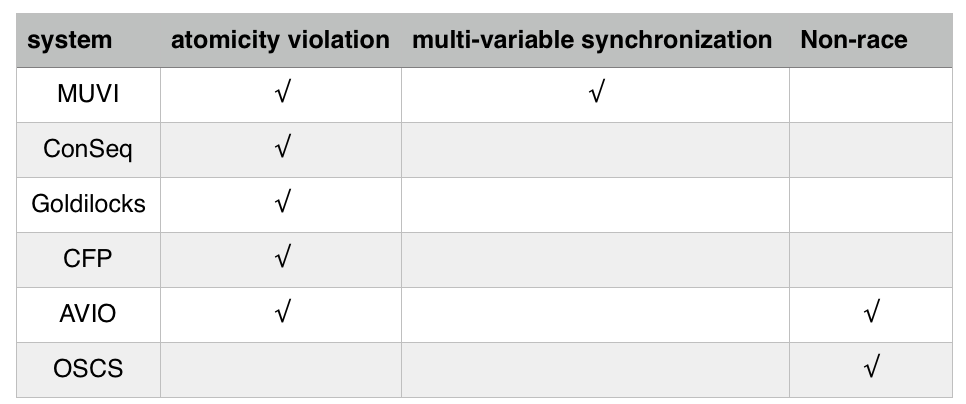 system atomicity violation multi-variable synchronization Non-race
MUVI √ √
ConSeq √
Goldilocks √
CFP √
AVIO √ √
OSCS √